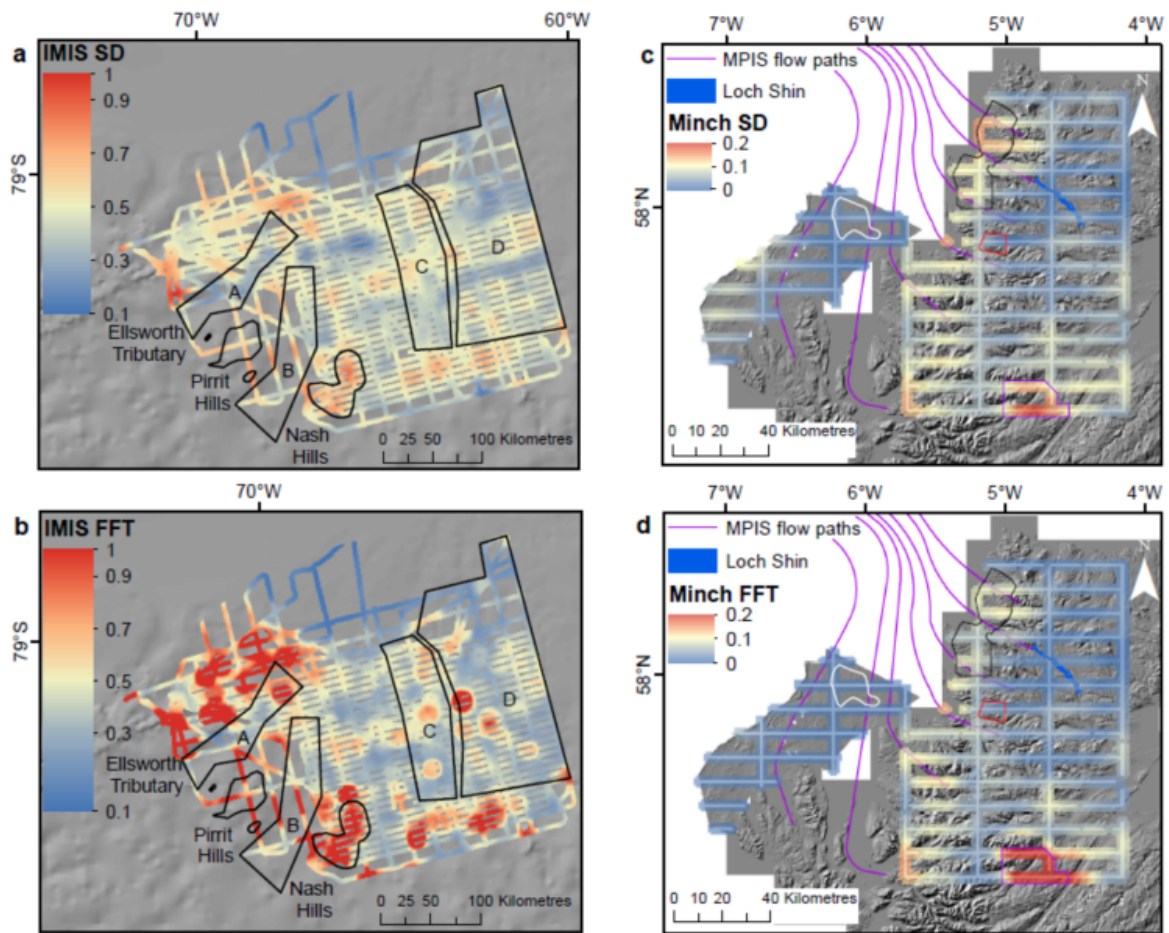 70°W 60°W
a IMIS SD
1
0.9
0.7
0.5
0.3
0.1
79°S
A
B
C
D
Ellsworth
Tributary
Pirrit
Hills
Nash
Hills
0 25 50 100 Kilometres
7°W 6°W 5°W 4°W
c MPIS flow paths
Loch Shin
Minch SD
0.2
0.1
0
N
58°N
0 10 20 40 Kilometres
70°W
b IMIS FFT
1
0.9
0.7
0.5
0.3
0.1
79°S
A
B
C
D
Ellsworth
Tributary
Pirrit
Hills
Nash
Hills
0 25 50 100 Kilometres
7°W 6°W 5°W 4°W
d MPIS flow paths
Loch Shin
Minch FFT
0.2
0.1
0
N
58°N
0 10 20 40 Kilometres